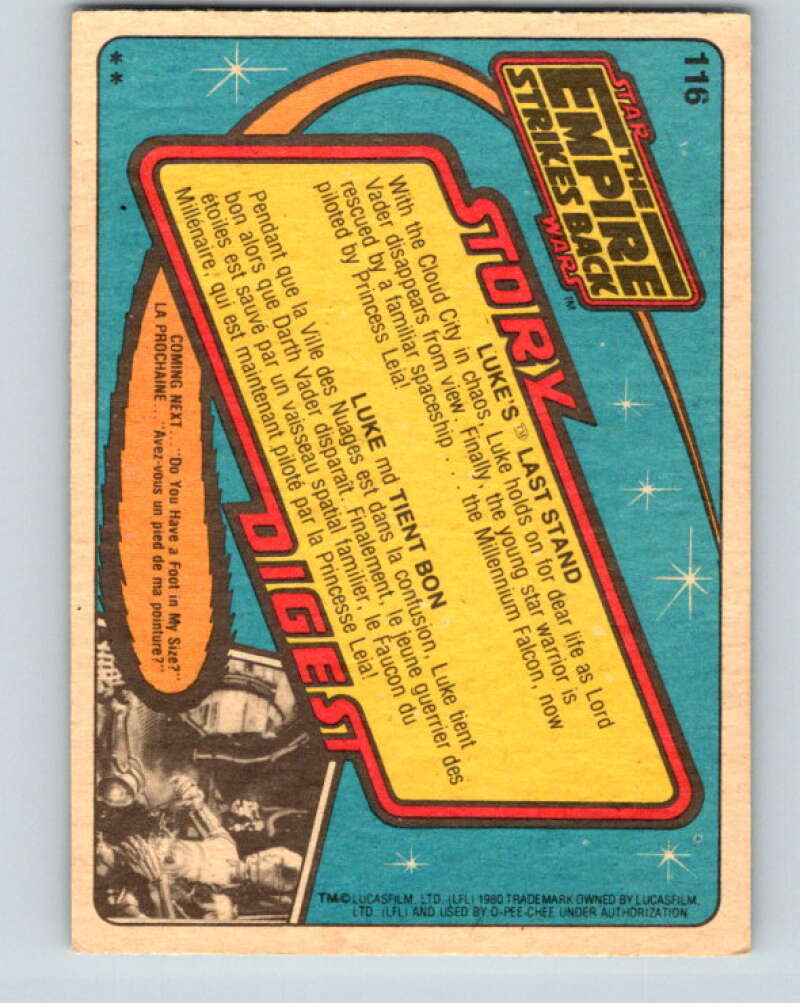 116
STAR
THE
EMPIRE
STRIKES BACK
WARS
TM
STORY
DIGEST
LUKE'S TM LAST STAND
With the Cloud City in chaos, Luke holds on for dear life as Lord
Vader disappears from view. Finally, the young star warrior is
rescued by a familiar spaceship . . . the Millennium Falcon, now
piloted by Princess Leia!
LUKE md TIENT BON
Pendant que la Ville des Nuages est dans la confusion, Luke tient
bon alors que Darth Vader disparaît. Finalement, le jeune guerrier des
étoiles est sauvé par un vaisseau spatial familier, le Faucon du
Millénaire, qui est maintenant piloté par la Princesse Leia!
COMING NEXT... "Do You Have a Foot in My Size?"
LA PROCHAINE... "Avez-vous un pied de ma pointure?"
TM © LUCASFILM, LTD. (LFL) 1980 TRADEMARK OWNED BY LUCASFILM,
LTD. (LFL) AND USED BY O-PEE-CHEE UNDER AUTHORIZATION
**